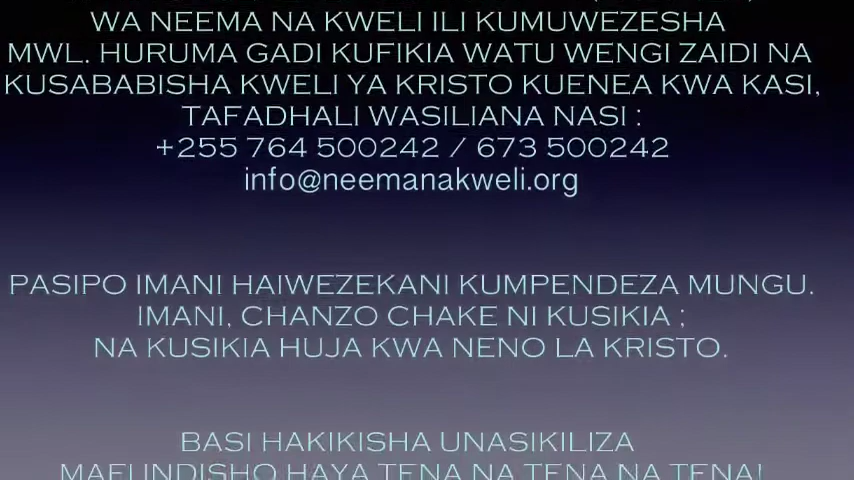 WA NEEMA NA KWELI ILI KUMUWEZESHA
MWL. HURUMA GADI KUFIKIA WATU WENGI ZAIDI NA
KUSABABISHA KWELI YA KRISTO KUENEA KWA KASI,
TAFADHALI WASILIANA NASI :
+255 764 500242 / 673 500242
info@neemanakweli.org
PASIPO IMANI HAIWEZEKANI KUMPENDEZA MUNGU.
IMANI, CHANZO CHAKE NI KUSIKIA ;
NA KUSIKIA HUJA KWA NENO LA KRISTO.
BASI HAKIKISHA UNASIKILIZA
MAFUNDISHO HAYA TENA NA TENA NA TENA!